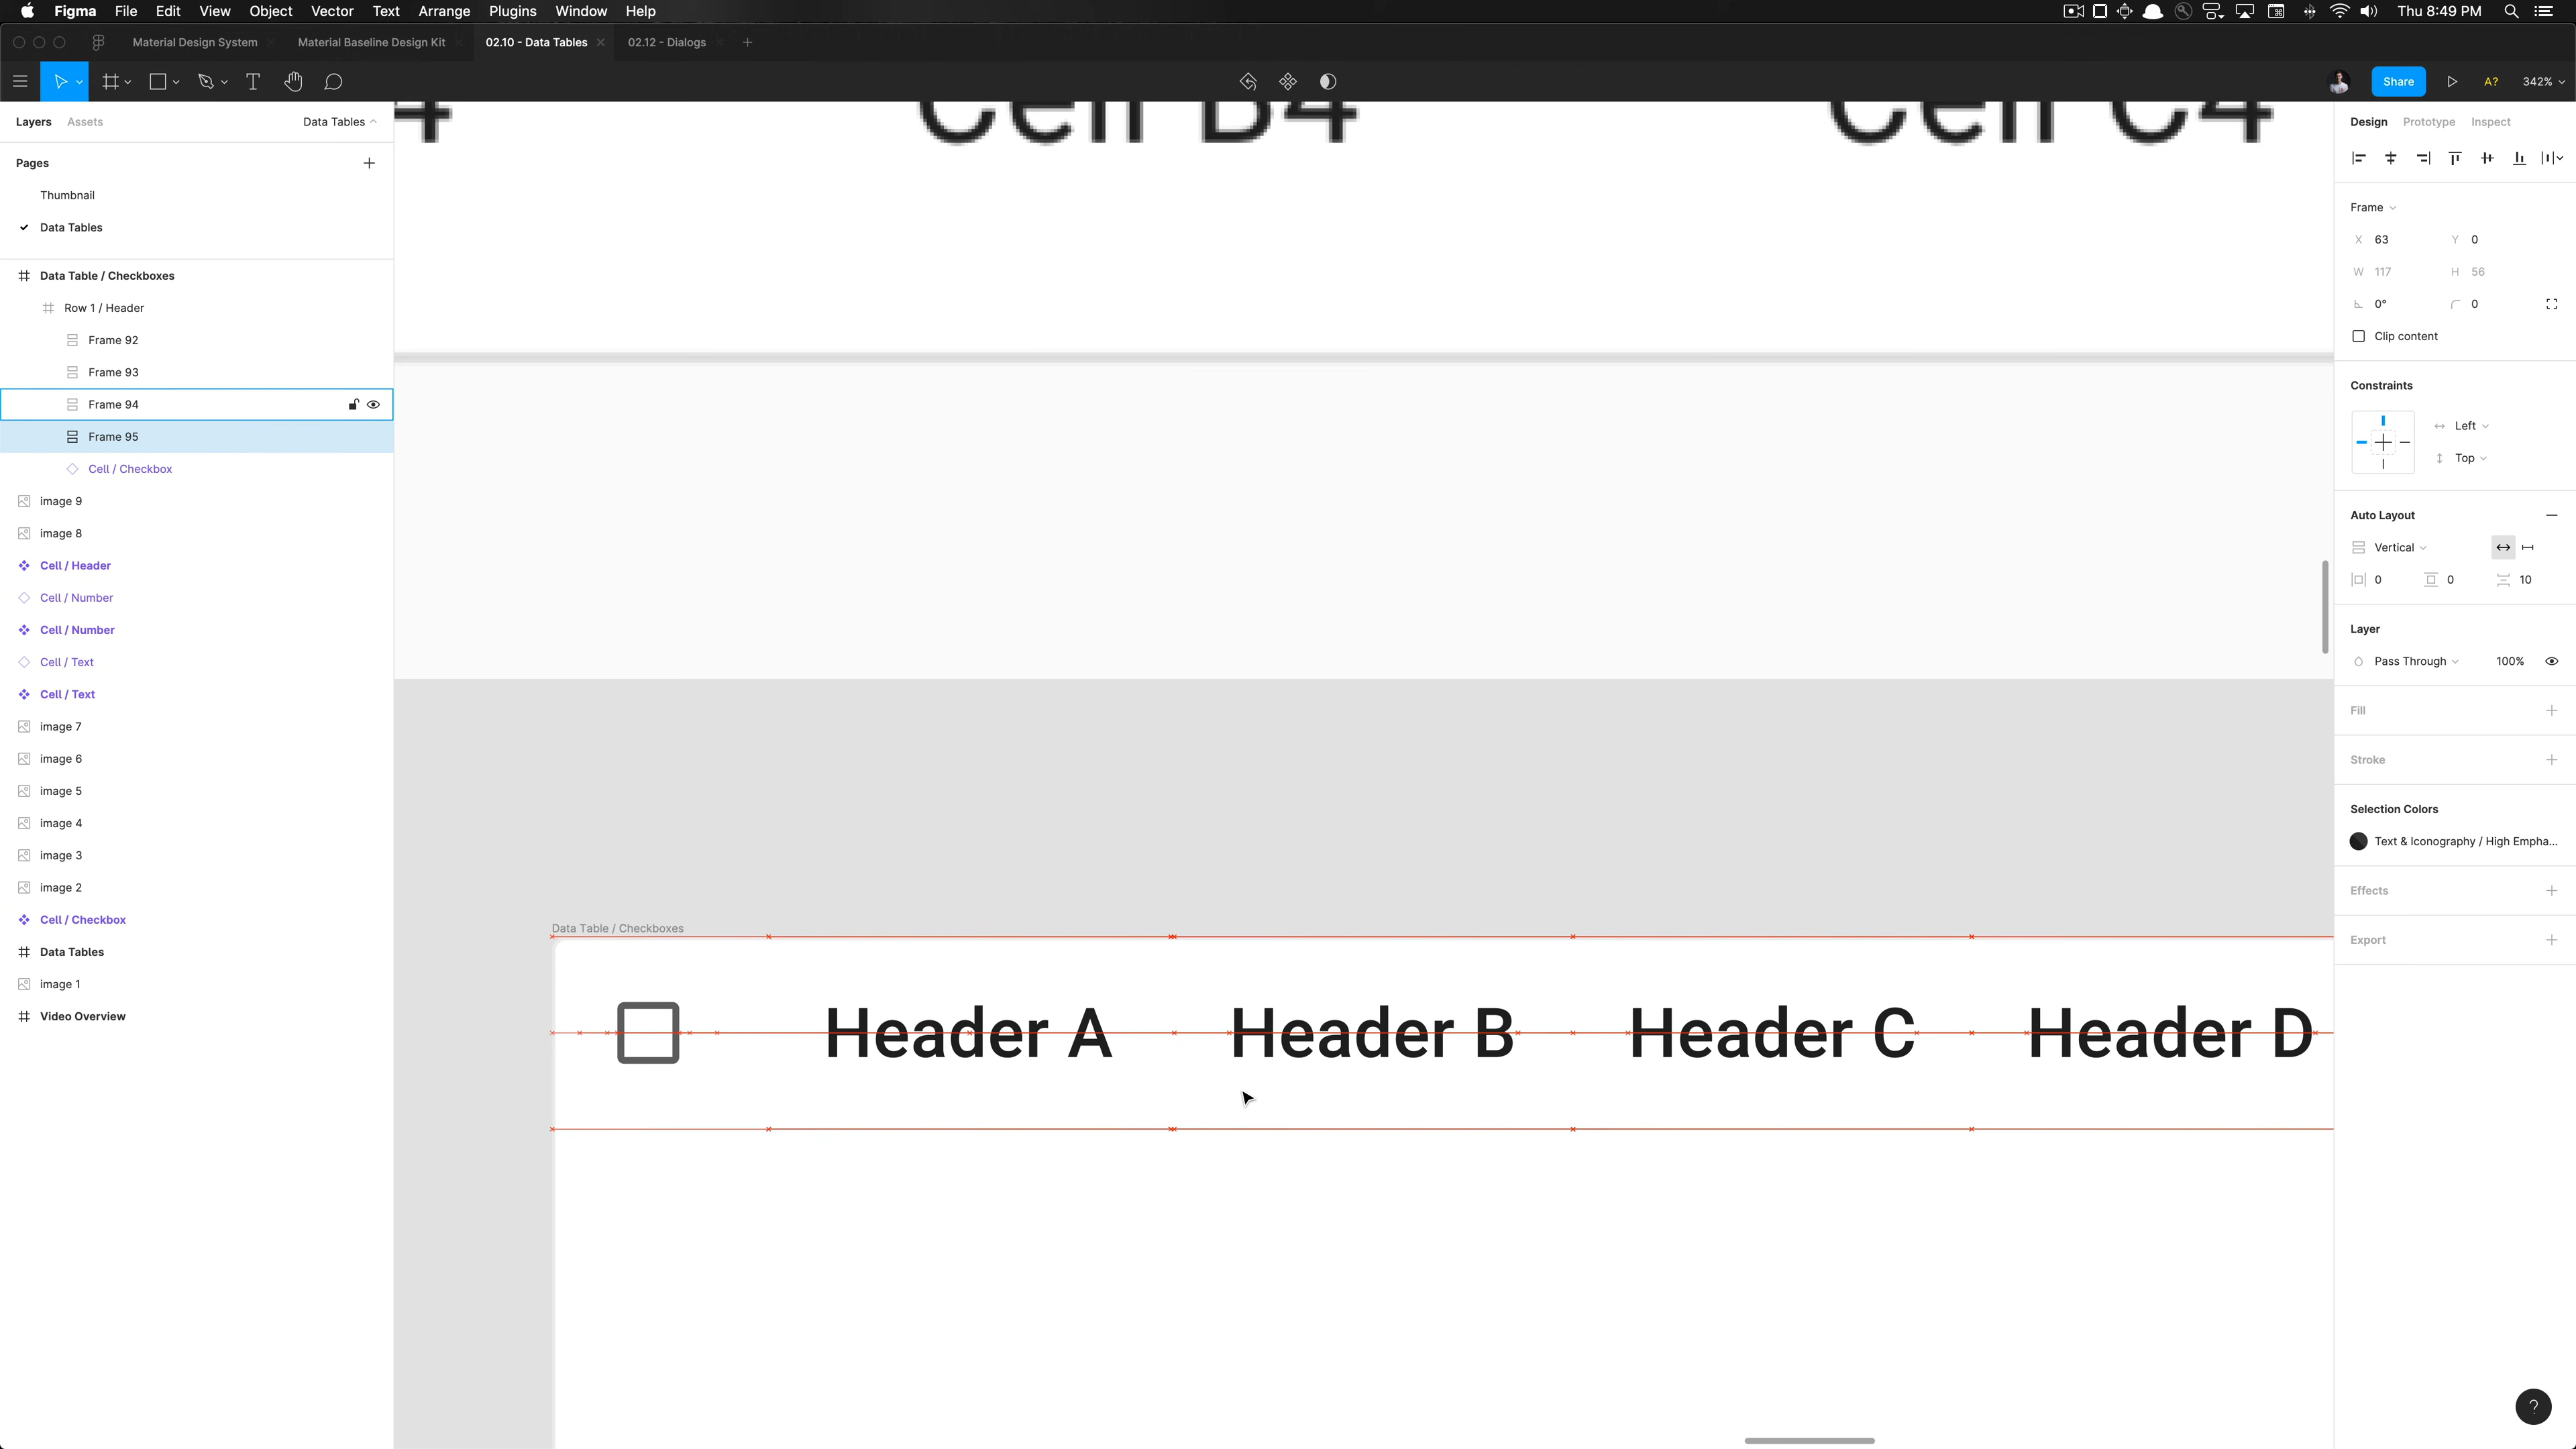 Figma File Edit View Object Vector Text Arrange Plugins Window Help Thu 8:49 PM
Material Design System Material Baseline Design Kit 02.10 - Data Tables 02.12 - Dialogs
Share A? 342%
Layers Assets Data Tables
Pages
Thumbnail
Data Tables
Data Table / Checkboxes
Row 1 / Header
Frame 92
Frame 93
Frame 94
Frame 95
Cell / Checkbox
image 9
image 8
Cell / Header
Cell / Number
Cell / Number
Cell / Text
Cell / Text
image 7
image 6
image 5
image 4
image 3
image 2
Cell / Checkbox
Data Tables
image 1
Video Overview
4 Cell B4 Cell C4
Data Table / Checkboxes
Header A Header B Header C Header D
Design Prototype Inspect
Frame
X 63 Y 0
W 117 H 56
0° 0
Clip content
Constraints
Left
Top
Auto Layout
Vertical
0 0 10
Layer
Pass Through 100%
Fill
Stroke
Selection Colors
Text & Iconography / High Empha...
Effects
Export
?